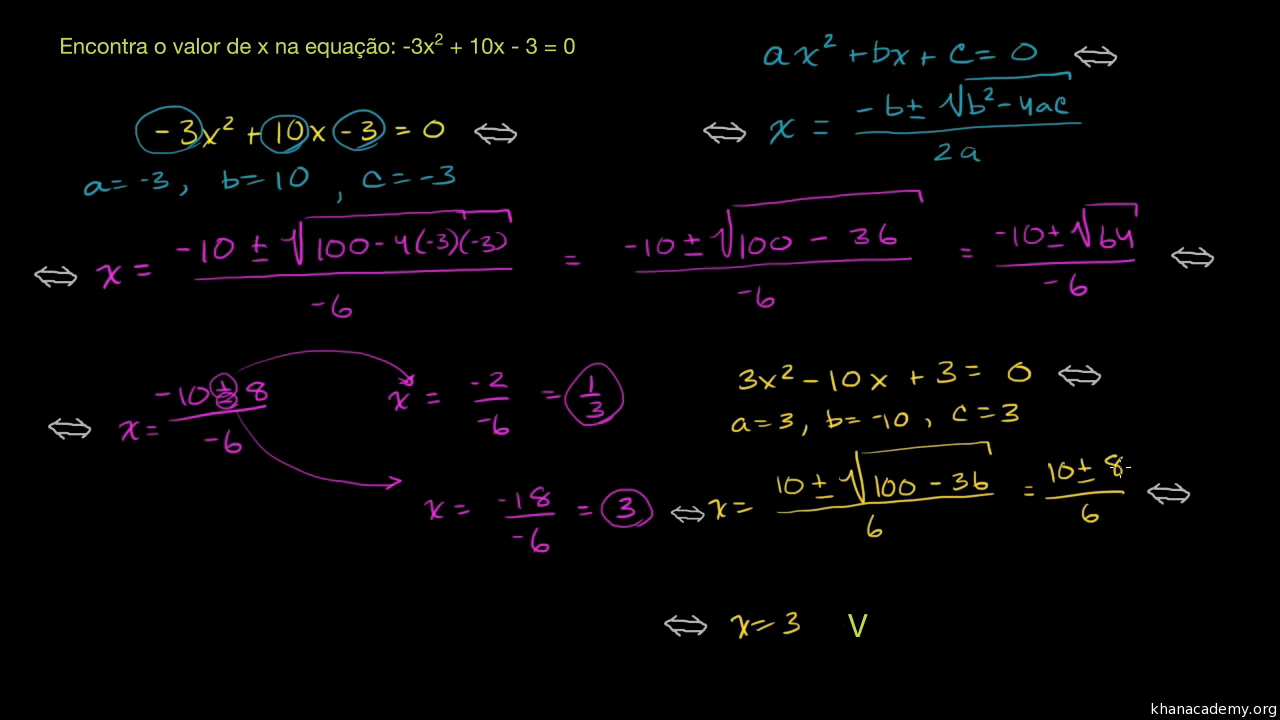 Encontra o valor de x na equação: -3x² + 10x - 3 = 0
ax² + bx + c = 0 ⇔
-3x² + 10x - 3 = 0 ⇔
⇔ x = (-b ± √(b² - 4ac)) / 2a
a = -3, b = 10, c = -3
⇔ x = (-10 ± √(100 - 4(-3)(-3))) / -6 = (-10 ± √(100 - 36)) / -6 = (-10 ± √64) / -6 ⇔
⇔ x = (-10 ± 8) / -6
x = -2 / -6 = 1/3
x = -18 / -6 = 3
3x² - 10x + 3 = 0 ⇔
a = 3, b = -10, c = 3
⇔ x = (10 ± √(100 - 36)) / 6 = (10 ± 8) / 6 ⇔
⇔ x = 3 V
khanacademy.org